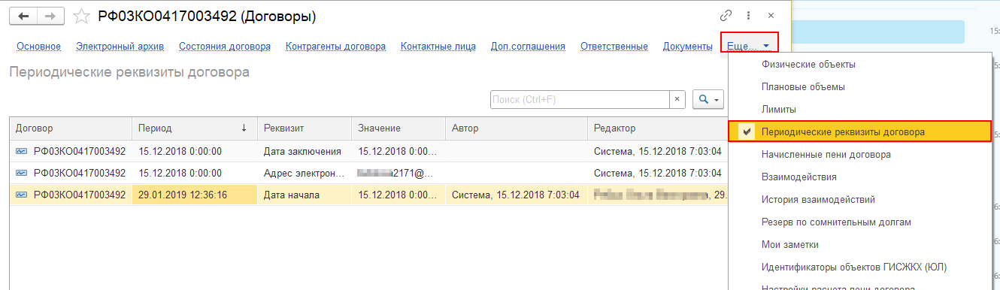 РФ03КО0417003492 (Договоры)
Основное Электронный архив Состояния договора Контрагенты договора Контактные лица Доп.соглашения Ответственные Документы Еще...
Периодические реквизиты договора
Поиск (Ctrl+F)
Договор Период Реквизит Значение Автор Редактор
РФ03КО0417003492 15.12.2018 0:00:00 Дата заключения 15.12.2018 0:00... Система, 15.12.2018 7:03:04
РФ03КО0417003492 15.12.2018 0:00:00 Адрес электрон... 2171@... Система, 15.12.2018 7:03:04
РФ03КО0417003492 29.01.2019 12:36:16 Дата начала 15.12.2018 0:00... Система, 15.12.2018 7:03:04 29.
Физические объекты
Плановые объемы
Лимиты
Периодические реквизиты договора
Начисленные пени договора
Взаимодействия
История взаимодействий
Резерв по сомнительным долгам
Мои заметки
Идентификаторы объектов ГИСЖКХ (ЮЛ)
Настройки расчета пени договора
15: